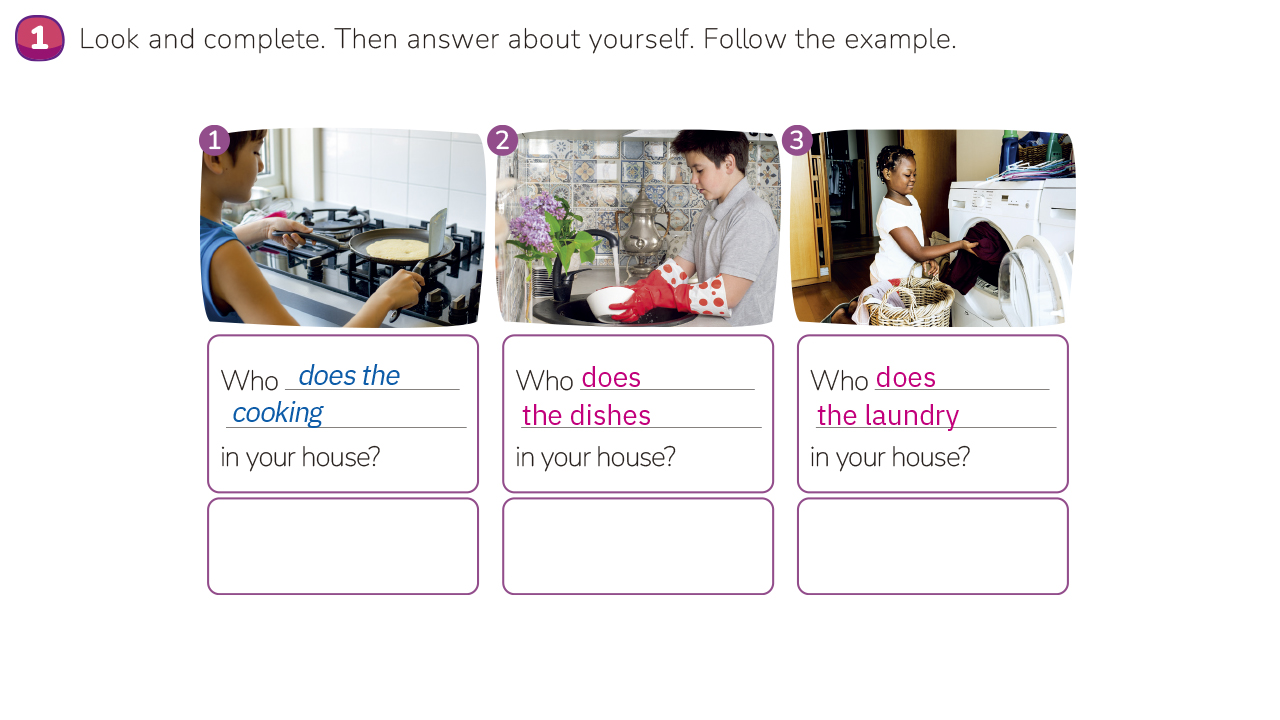 1 Look and complete. Then answer about yourself. Follow the example.
1
2
3
Who does the
cooking
in your house?
Who does
the dishes
in your house?
Who does
the laundry
in your house?